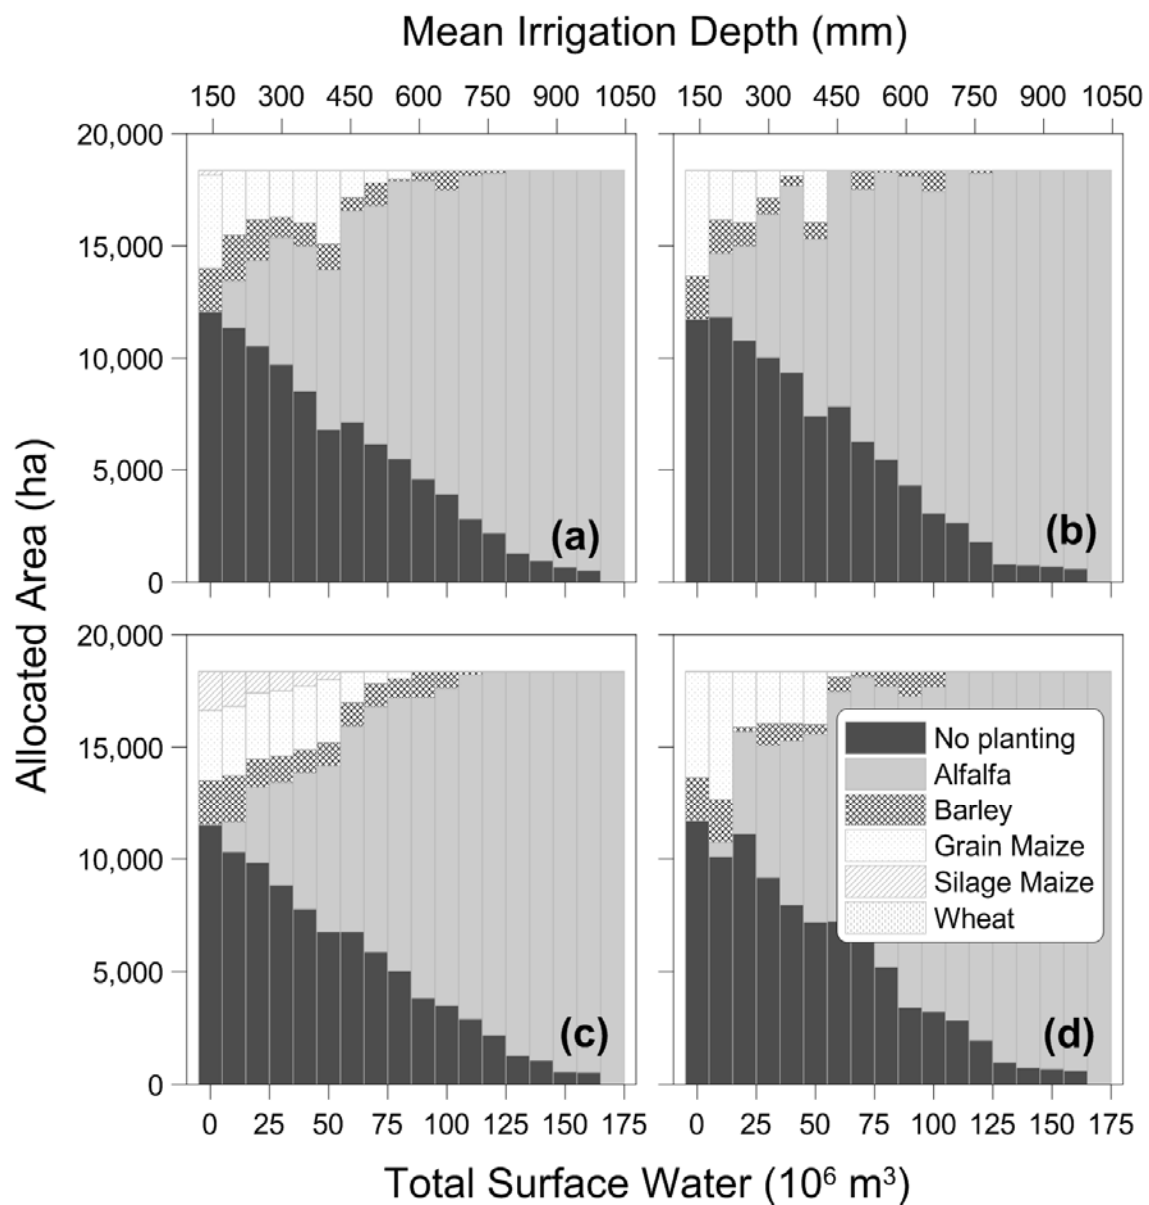 Mean Irrigation Depth (mm)
150 300 450 600 750 900 1050
150 300 450 600 750 900 1050
20,000
15,000
10,000
5,000
0
(a)
(b)
Allocated Area (ha)
20,000
15,000
10,000
5,000
0
No planting
Alfalfa
Barley
Grain Maize
Silage Maize
Wheat
(c)
(d)
0 25 50 75 100 125 150 175
0 25 50 75 100 125 150 175
Total Surface Water (10⁶ m³)